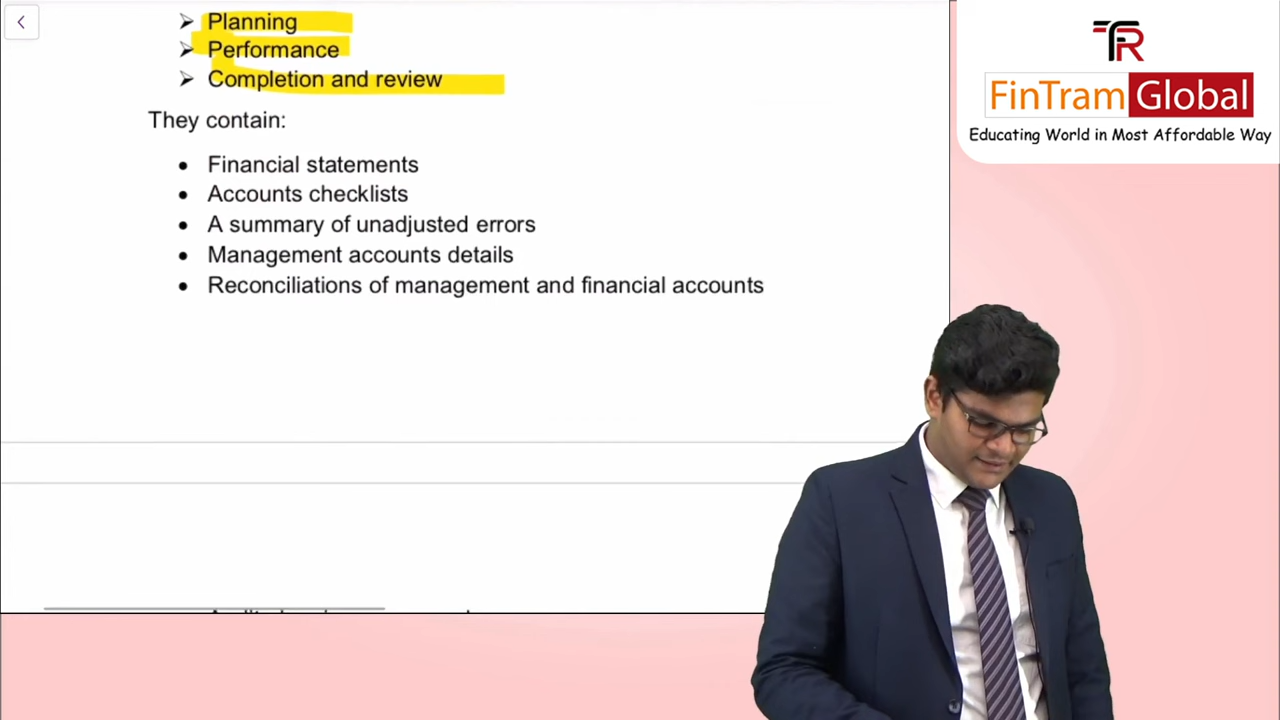 ➤ Planning
➤ Performance
➤ Completion and review
They contain:
• Financial statements
• Accounts checklists
• A summary of unadjusted errors
• Management accounts details
• Reconciliations of management and financial accounts
TR
FinTram Global
Educating World in Most Affordable Way